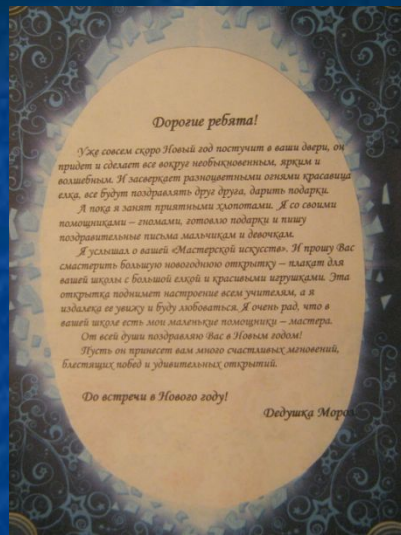 Дорогие ребята!
Уже совсем скоро Новый год постучит в ваши двери, он
придет и сделает все вокруг необыкновенным, ярким и
волшебным. И засверкает разноцветными огнями красавица
елка, все будут поздравлять друг друга, дарить подарки.
А пока я занят приятными хлопотами. Я со своими
помощниками – гномами, готовлю подарки и пишу
поздравительные письма мальчикам и девочкам.
Я услышал о вашей «Мастерской искусств». И прошу Вас
смастерить большую новогоднюю открытку – плакат для
вашей школы с большой елкой и красивыми игрушками. Эта
открытка поднимет настроение всем учителям, а я
издалека ее увижу и буду любоваться. Я очень рад, что в
вашей школе есть мои маленькие помощники – мастера.
От всей души поздравляю Вас в Новым годом!
Пусть он принесет вам много счастливых мгновений,
блестящих побед и удивительных открытий.
До встречи в Нового году!
Дедушка Мороз